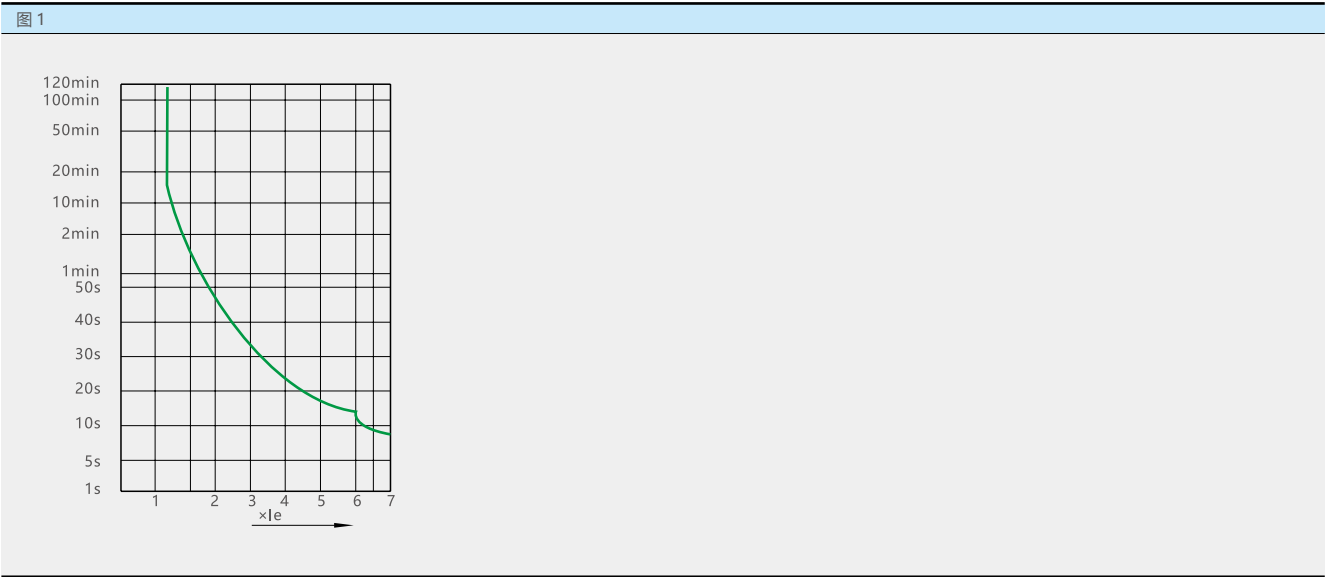 图 1
120min
100min
50min
20min
10min
2min
1min
50s
40s
30s
20s
10s
5s
1s
1 2 3 4 5 6 7
×Ie